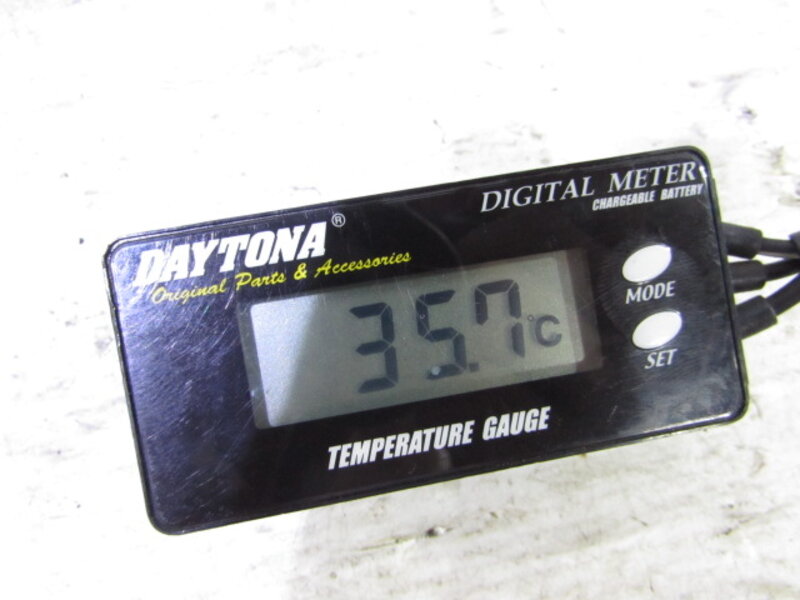 DIGITAL METER
CHARGEABLE BATTERY
DAYTONA®
Original Parts & Accessories
MODE
35.7°C
SET
TEMPERATURE GAUGE